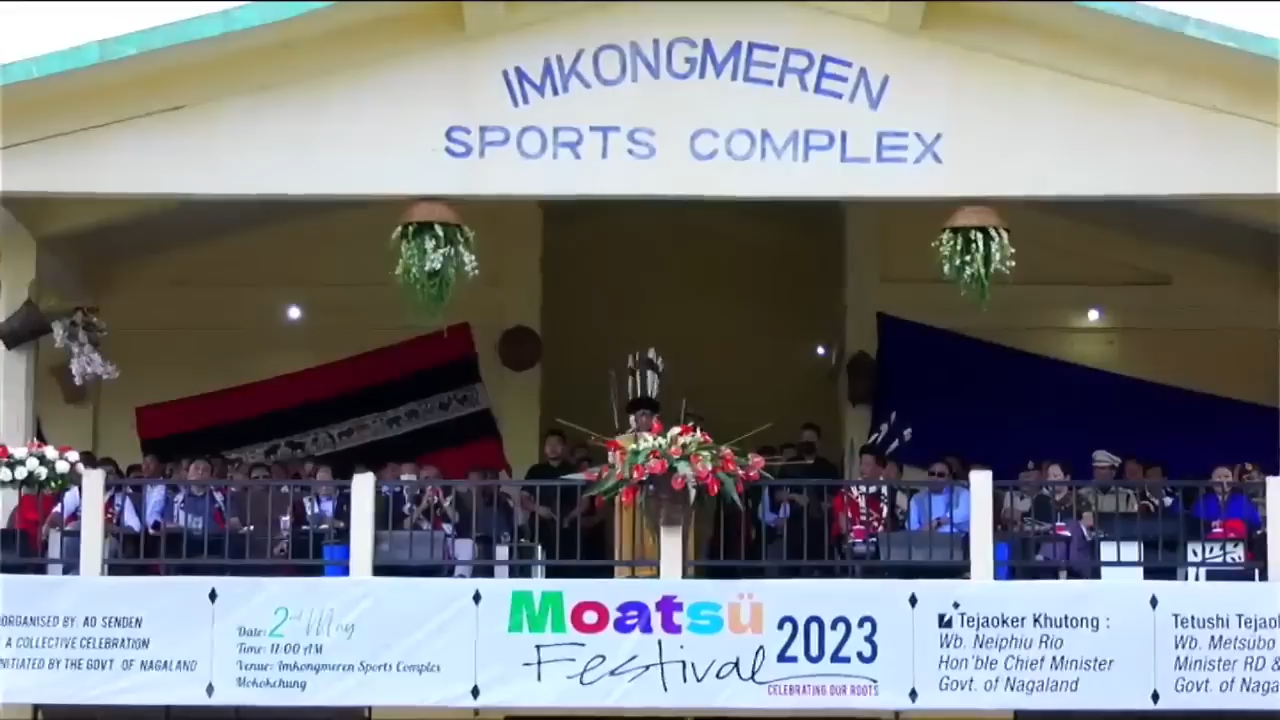 IMKONGMEREN
SPORTS COMPLEX
ORGANISED BY: AO SENDEN
A COLLECTIVE CELEBRATION
INITIATED BY THE GOVT OF NAGALAND
Date: 2nd May
Time: 11:00 AM
Venue: Imkongmeren Sports Complex
Mokokchung
Moatsü
Festival 2023
CELEBRATING OUR ROOTS
Tejaoker Khutong :
Wb. Neiphiu Rio
Hon'ble Chief Minister
Govt. of Nagaland
Tetushi Tejaok
Wb. Metsubo
Minister RD &
Govt. of Naga